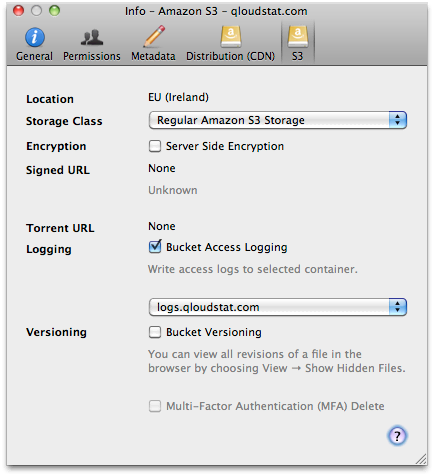 Info – Amazon S3 – qloudstat.com
General Permissions Metadata Distribution (CDN) S3
Location EU (Ireland)
Storage Class Regular Amazon S3 Storage
Encryption Server Side Encryption
Signed URL None
Unknown
Torrent URL None
Logging Bucket Access Logging
Write access logs to selected container.
logs.qloudstat.com
Versioning Bucket Versioning
You can view all revisions of a file in the
browser by choosing View → Show Hidden Files.
Multi-Factor Authentication (MFA) Delete
?